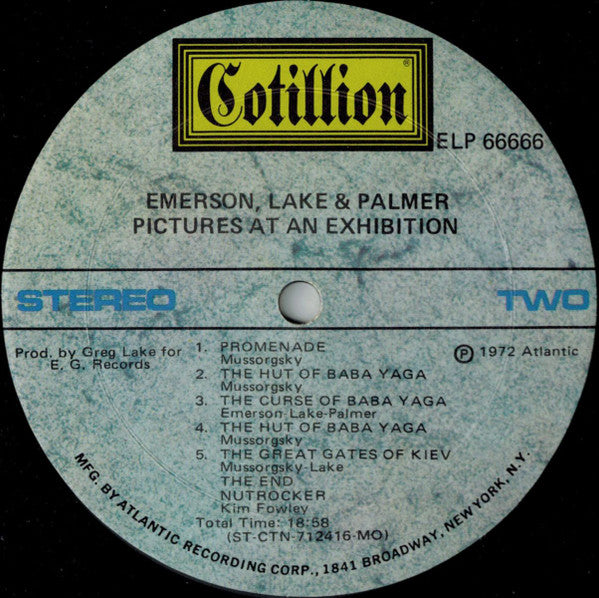 Cotillion®
ELP 66666
EMERSON, LAKE & PALMER
PICTURES AT AN EXHIBITION
STEREO
TWO
Prod. by Greg Lake for
E. G. Records
1. PROMENADE
Mussorgsky
2. THE HUT OF BABA YAGA
Mussorgsky
3. THE CURSE OF BABA YAGA
Emerson-Lake-Palmer
4. THE HUT OF BABA YAGA
Mussorgsky
5. THE GREAT GATES OF KIEV
Mussorgsky-Lake
THE END
NUTROCKER
Kim Fowley
Total Time: 18:58
(ST-CTN-712416-MO)
℗ 1972 Atlantic
MFG. BY ATLANTIC RECORDING CORP., 1841 BROADWAY, NEW YORK, N.Y.